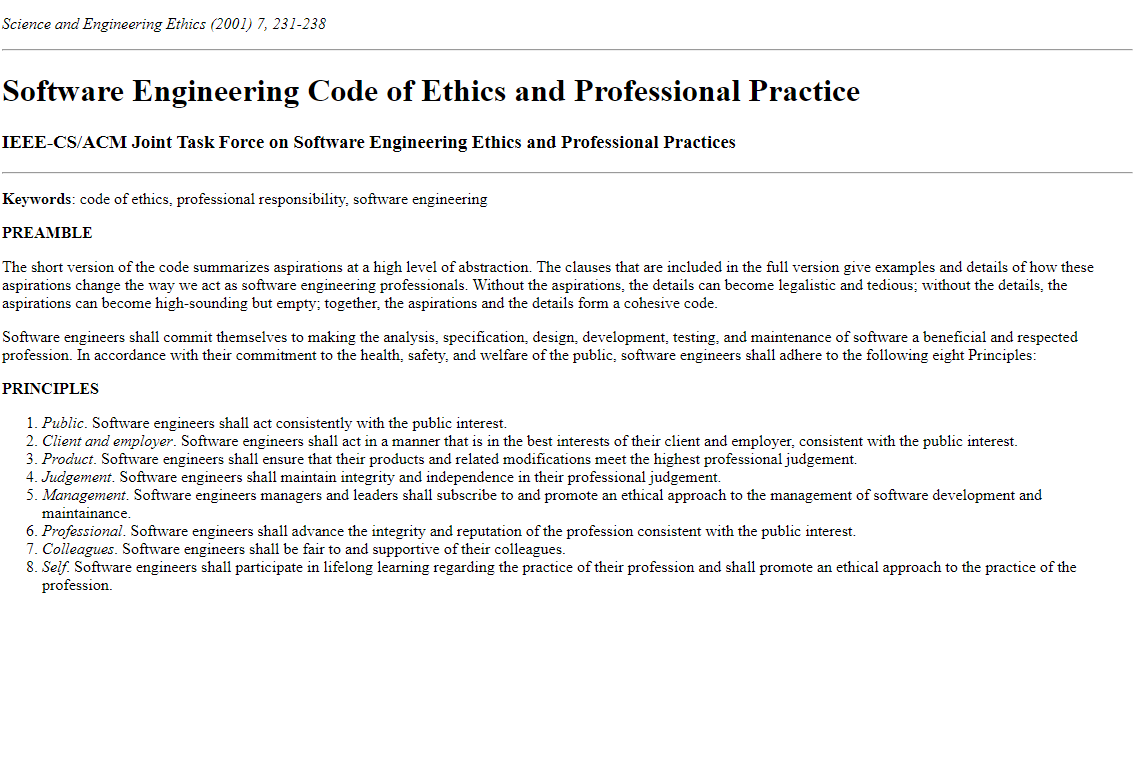 Science and Engineering Ethics (2001) 7, 231-238
Software Engineering Code of Ethics and Professional Practice
IEEE-CS/ACM Joint Task Force on Software Engineering Ethics and Professional Practices
Keywords: code of ethics, professional responsibility, software engineering
PREAMBLE
The short version of the code summarizes aspirations at a high level of abstraction. The clauses that are included in the full version give examples and details of how these
aspirations change the way we act as software engineering professionals. Without the aspirations, the details can become legalistic and tedious; without the details, the
aspirations can become high-sounding but empty; together, the aspirations and the details form a cohesive code.
Software engineers shall commit themselves to making the analysis, specification, design, development, testing, and maintenance of software a beneficial and respected
profession. In accordance with their commitment to the health, safety, and welfare of the public, software engineers shall adhere to the following eight Principles:
PRINCIPLES
1. Public. Software engineers shall act consistently with the public interest.
2. Client and employer. Software engineers shall act in a manner that is in the best interests of their client and employer, consistent with the public interest.
3. Product. Software engineers shall ensure that their products and related modifications meet the highest professional judgement.
4. Judgement. Software engineers shall maintain integrity and independence in their professional judgement.
5. Management. Software engineers managers and leaders shall subscribe to and promote an ethical approach to the management of software development and
maintainance.
6. Professional. Software engineers shall advance the integrity and reputation of the profession consistent with the public interest.
7. Colleagues. Software engineers shall be fair to and supportive of their colleagues.
8. Self. Software engineers shall participate in lifelong learning regarding the practice of their profession and shall promote an ethical approach to the practice of the
profession.